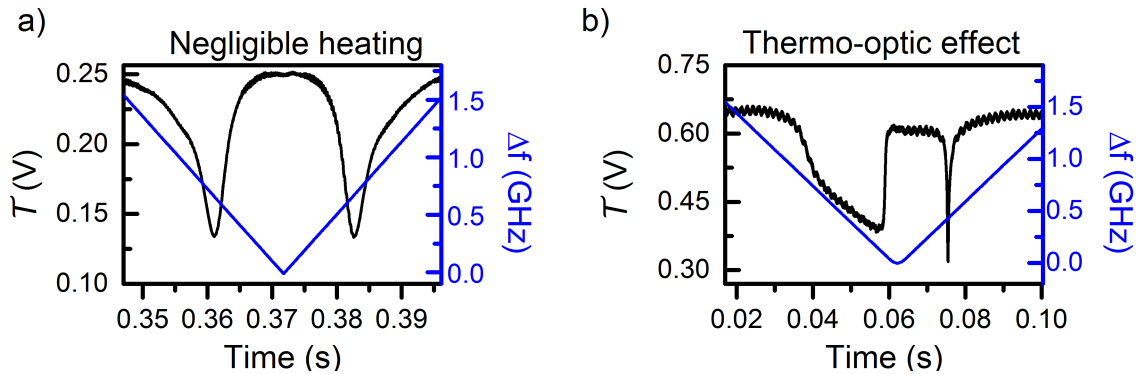 a)
Negligible heating
0.25
0.20
0.15
0.10
T (V)
1.5
1.0
0.5
0.0
Δf (GHz)
0.35 0.36 0.37 0.38 0.39
Time (s)
b)
Thermo-optic effect
0.75
0.60
0.45
0.30
T (V)
1.5
1.0
0.5
0.0
Δf (GHz)
0.02 0.04 0.06 0.08 0.10
Time (s)